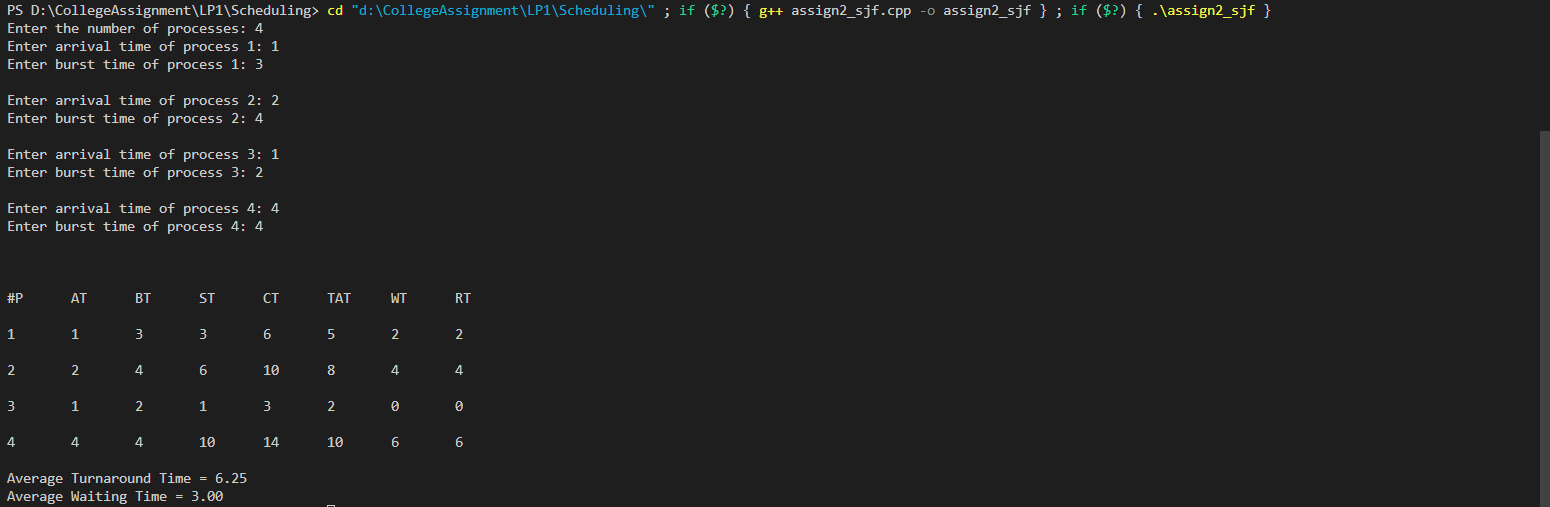 PS D:\CollegeAssignment\LP1\Scheduling> cd "d:\CollegeAssignment\LP1\Scheduling\" ; if ($?) { g++ assign2_sjf.cpp -o assign2_sjf } ; if ($?) { .\assign2_sjf }
Enter the number of processes: 4
Enter arrival time of process 1: 1
Enter burst time of process 1: 3
Enter arrival time of process 2: 2
Enter burst time of process 2: 4
Enter arrival time of process 3: 1
Enter burst time of process 3: 2
Enter arrival time of process 4: 4
Enter burst time of process 4: 4
#P AT BT ST CT TAT WT RT
1 1 3 3 6 5 2 2
2 2 4 6 10 8 4 4
3 1 2 1 3 2 0 0
4 4 4 10 14 10 6 6
Average Turnaround Time = 6.25
Average Waiting Time = 3.00